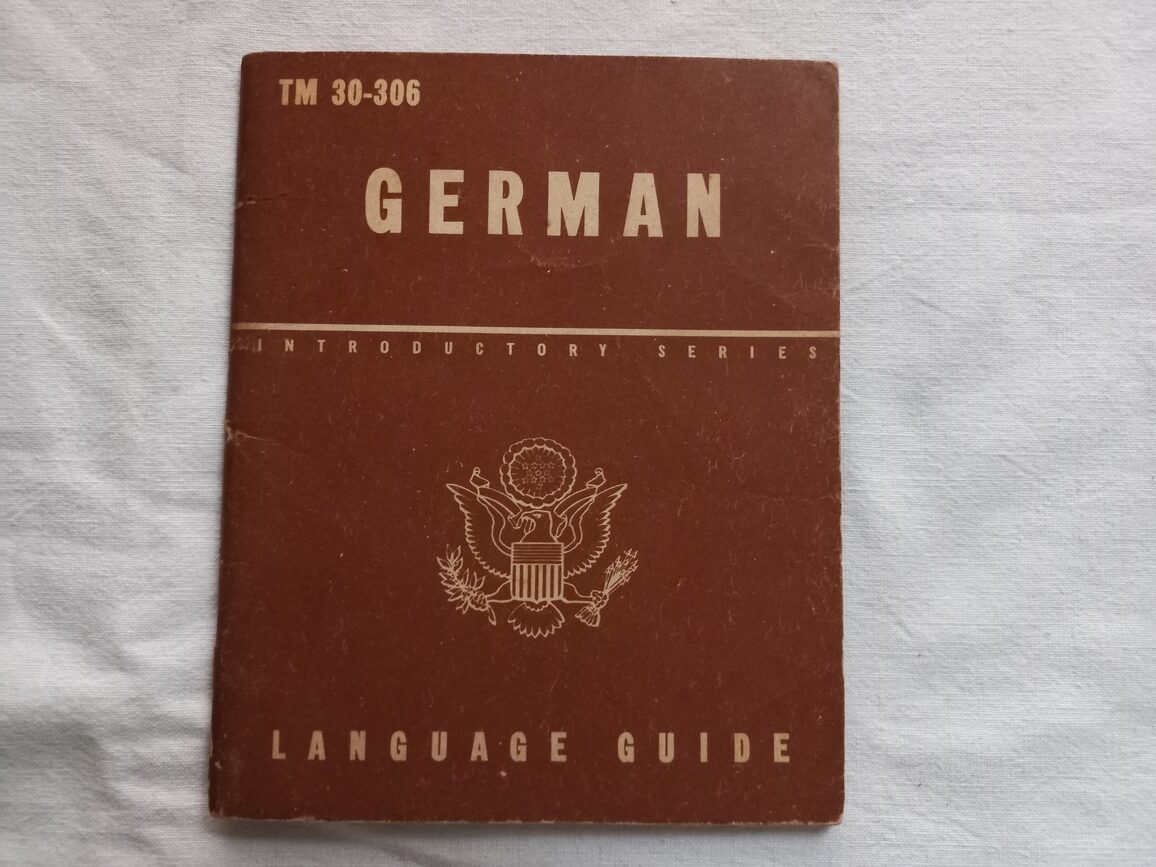 TM 30-306
GERMAN
INTRODUCTORY SERIES
LANGUAGE GUIDE